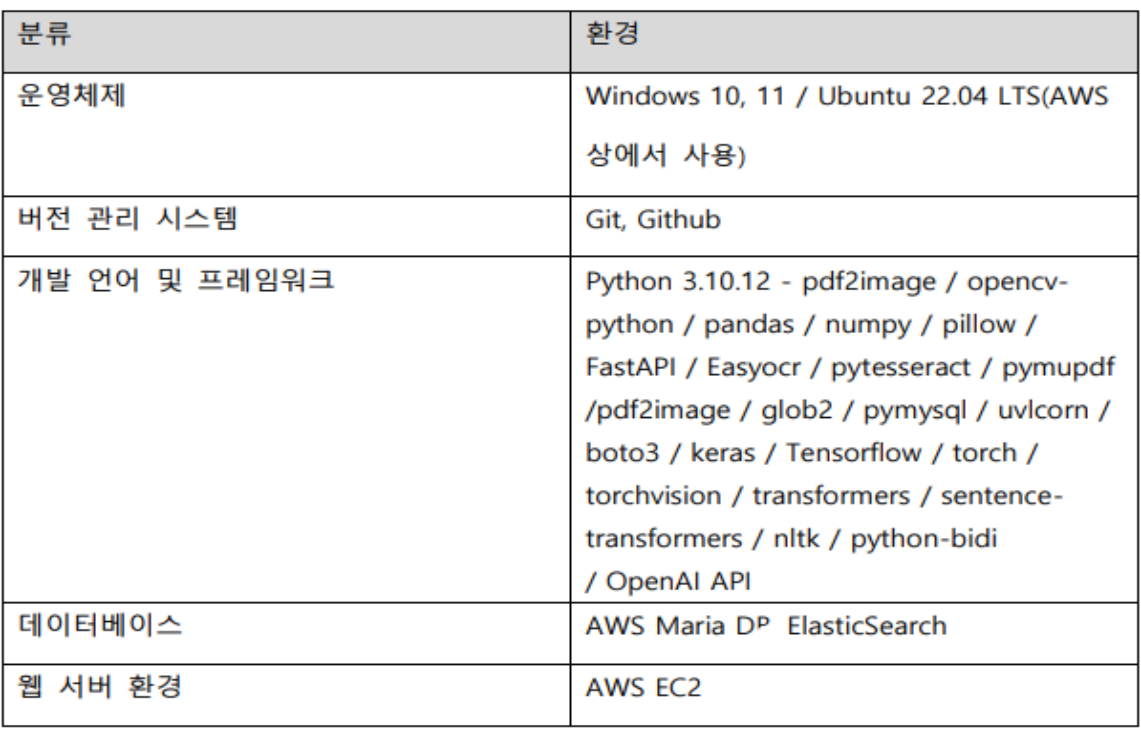 분류
환경
운영체제
Windows 10, 11 / Ubuntu 22.04 LTS(AWS
상에서 사용)
버전 관리 시스템
Git, Github
개발 언어 및 프레임워크
Python 3.10.12 - pdf2image / opencv-
python / pandas / numpy / pillow /
FastAPI / Easyocr / pytesseract / pymupdf
/pdf2image / glob2 / pymysql / uvlcorn /
boto3 / keras / Tensorflow / torch /
torchvision / transformers / sentence-
transformers / nltk / python-bidi
/ OpenAI API
데이터베이스
AWS Maria Dᴾ ElasticSearch
웹 서버 환경
AWS EC2